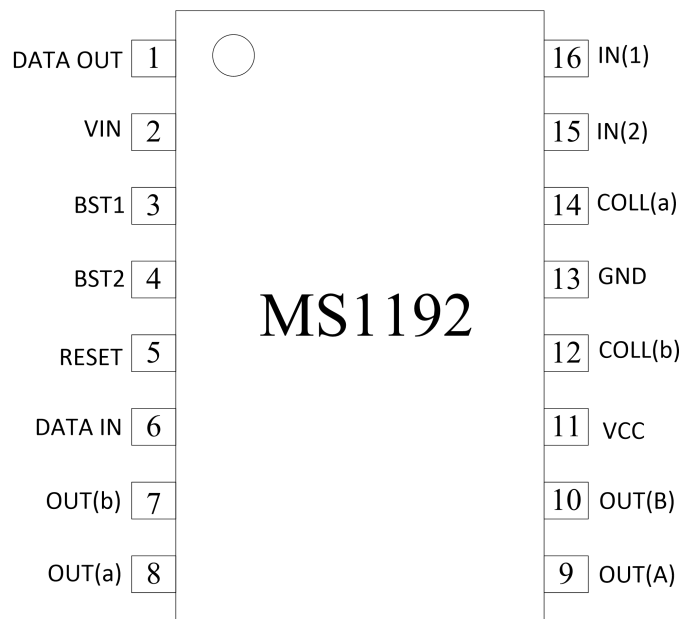 DATA OUT 1 16 IN(1)
VIN 2 15 IN(2)
BST1 3 14 COLL(a)
BST2 4 13 GND
MS1192
RESET 5 12 COLL(b)
DATA IN 6 11 VCC
OUT(b) 7 10 OUT(B)
OUT(a) 8 9 OUT(A)